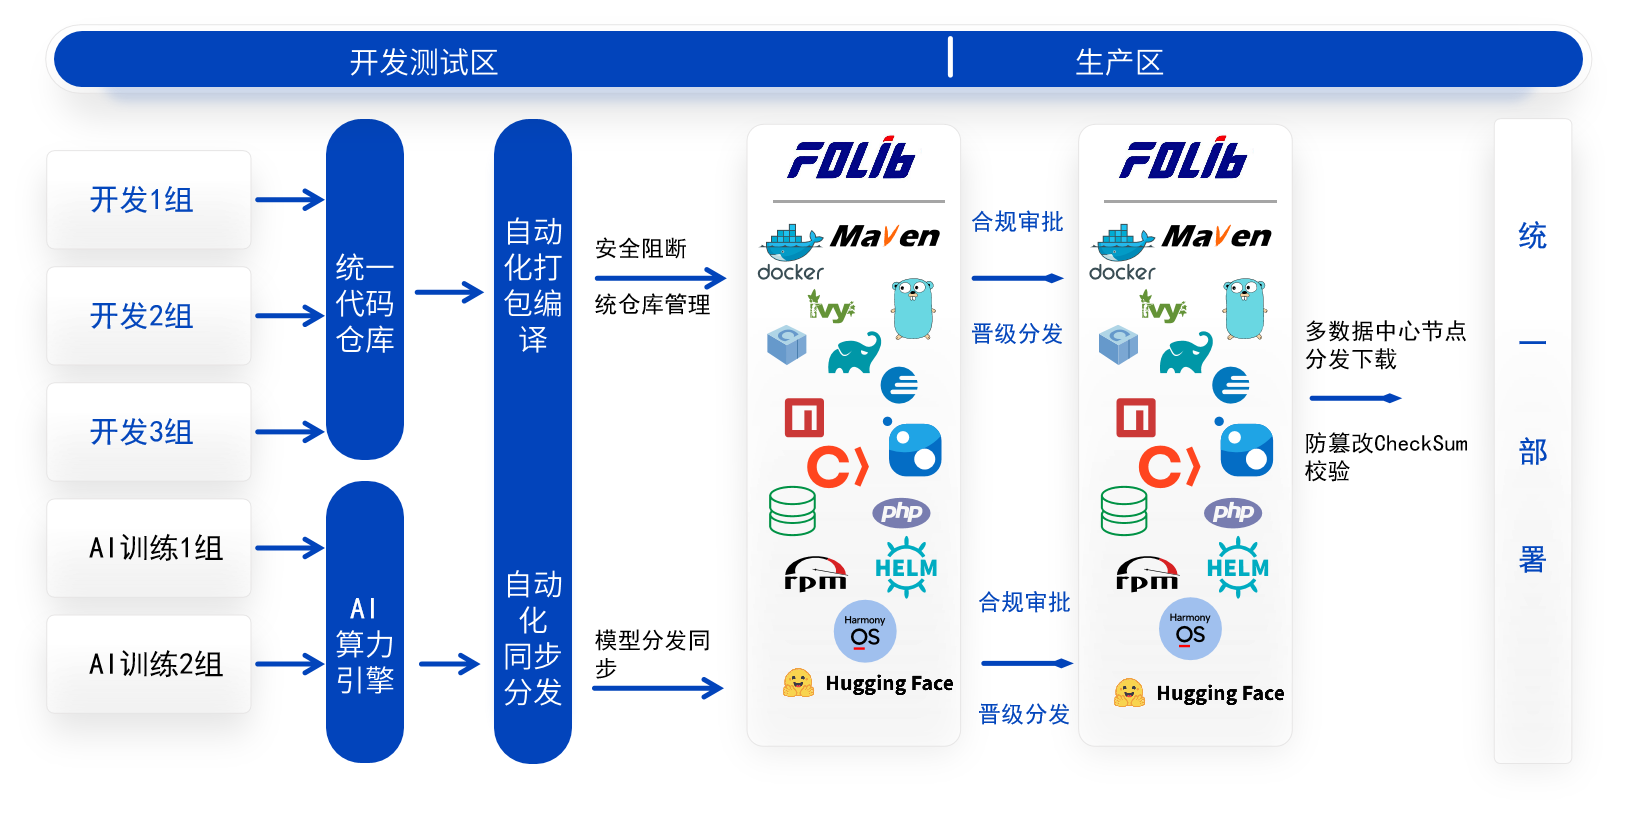 开发测试区
生产区
开发1组
开发2组
开发3组
AI训练1组
AI训练2组
统一
代码
仓库
AI
算力
引擎
自动
化打
包编
译
自动
化
同步
分发
安全阻断
统仓库管理
模型分发同
步
FOLib
docker
Maven
ivy
php
rpm
HELM
Harmony
OS
Hugging Face
合规审批
晋级分发
合规审批
晋级分发
FOLib
docker
Maven
ivy
php
rpm
HELM
Harmony
OS
Hugging Face
多数据中心节点
分发下载
防篡改CheckSum
校验
统
一
部
署